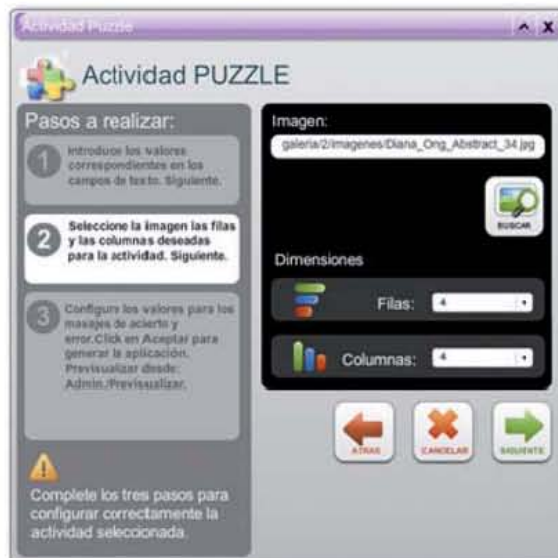 Actividad Puzzle
Actividad PUZZLE
Pasos a realizar:
1
Introduce los valores
correspondientes en los
campos de texto. Siguiente.
2
Seleccione la imagen las filas
y las columnas deseadas
para la actividad. Siguiente.
3
Configure los valores para los
masajes de acierto y
error.Click en Aceptar para
generar la aplicación.
Previsualizar desde:
Admin./Previsualizar.
Complete los tres pasos para
configurar correctamente la
actividad seleccionada.
Imagen:
galeria/2/imagenes/Diana_Ong_Abstract_34.jpg
BUSCAR
Dimensiones
Filas: 4
Columnas: 4
ATRAS
CANCELAR
SIGUIENTE